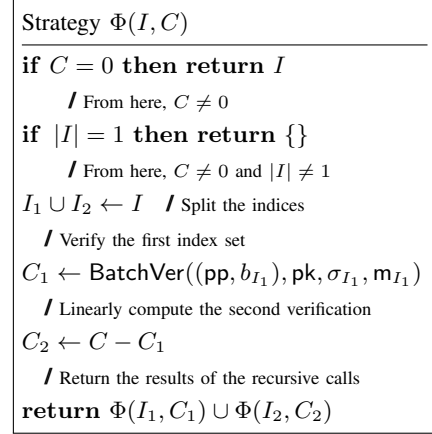 Strategy Φ(I, C)
if C = 0 then return I
/ From here, C ≠ 0
if |I| = 1 then return {}
/ From here, C ≠ 0 and |I| ≠ 1
I₁ ∪ I₂ ← I / Split the indices
/ Verify the first index set
C₁ ← BatchVer((pp, b_{I₁}), pk, σ_{I₁}, m_{I₁})
/ Linearly compute the second verification
C₂ ← C − C₁
/ Return the results of the recursive calls
return Φ(I₁, C₁) ∪ Φ(I₂, C₂)